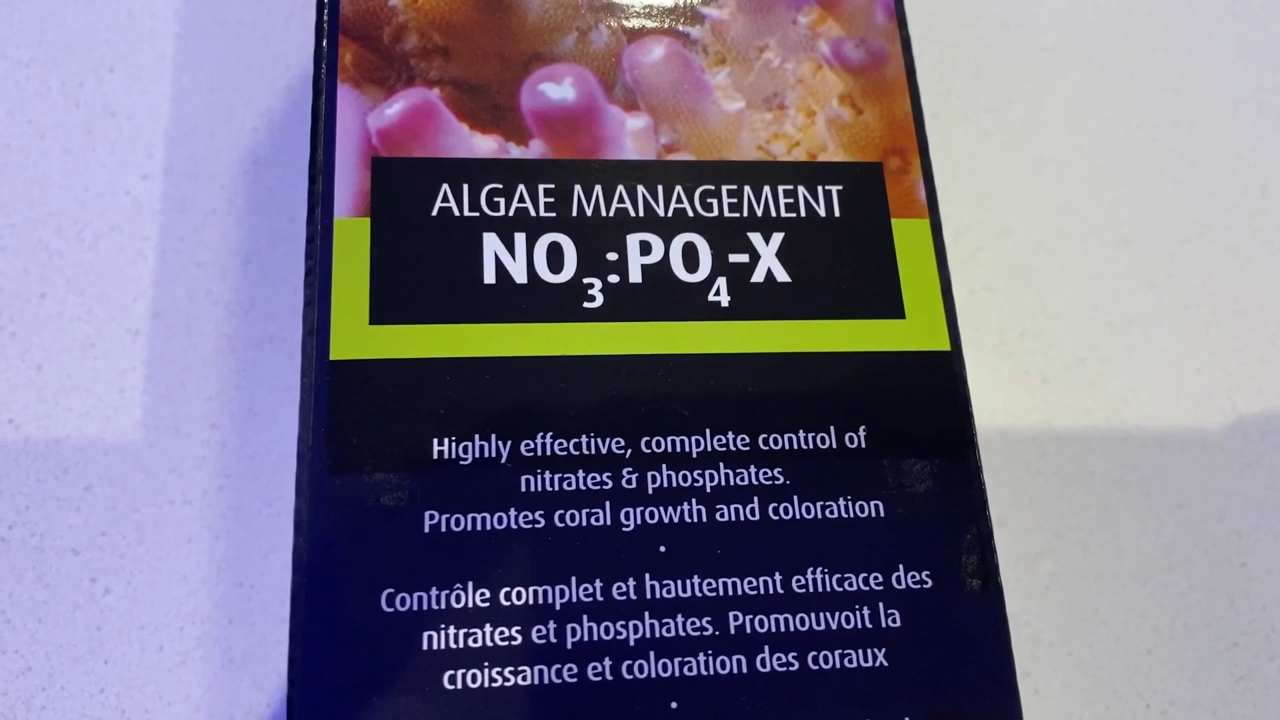 ALGAE MANAGEMENT
NO₃:PO₄-X
Highly effective, complete control of
nitrates & phosphates.
Promotes coral growth and coloration
•
Contrôle complet et hautement efficace des
nitrates et phosphates. Promouvoit la
croissance et coloration des coraux
•